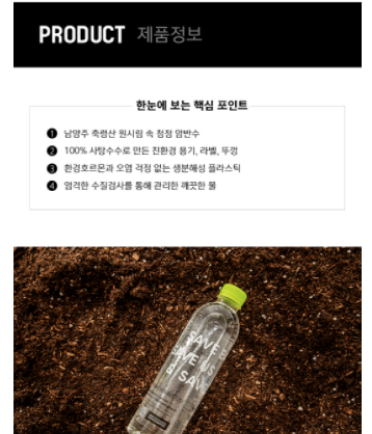 PRODUCT 제품정보
한눈에 보는 핵심 포인트
1 남양주 축령산 원시림 속 청정 암반수
2 100% 사탕수수로 만든 친환경 용기, 라벨, 뚜껑
3 환경호르몬과 오염 걱정 없는 생분해성 플라스틱
4 엄격한 수질검사를 통해 관리한 깨끗한 물
SAVE
SAVE US
SAVE